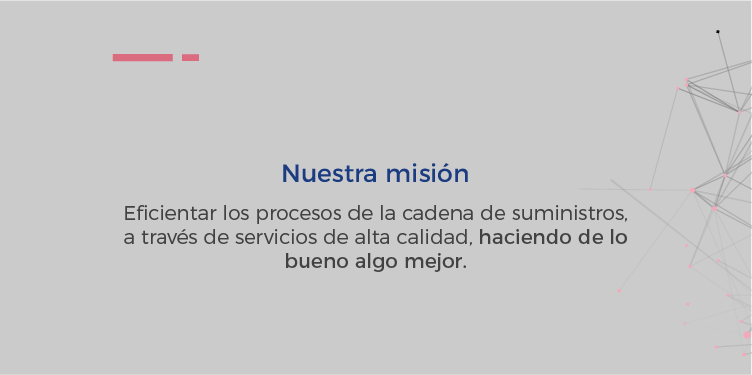 Nuestra misión
Eficientar los procesos de la cadena de suministros,
a través de servicios de alta calidad, haciendo de lo
bueno algo mejor.